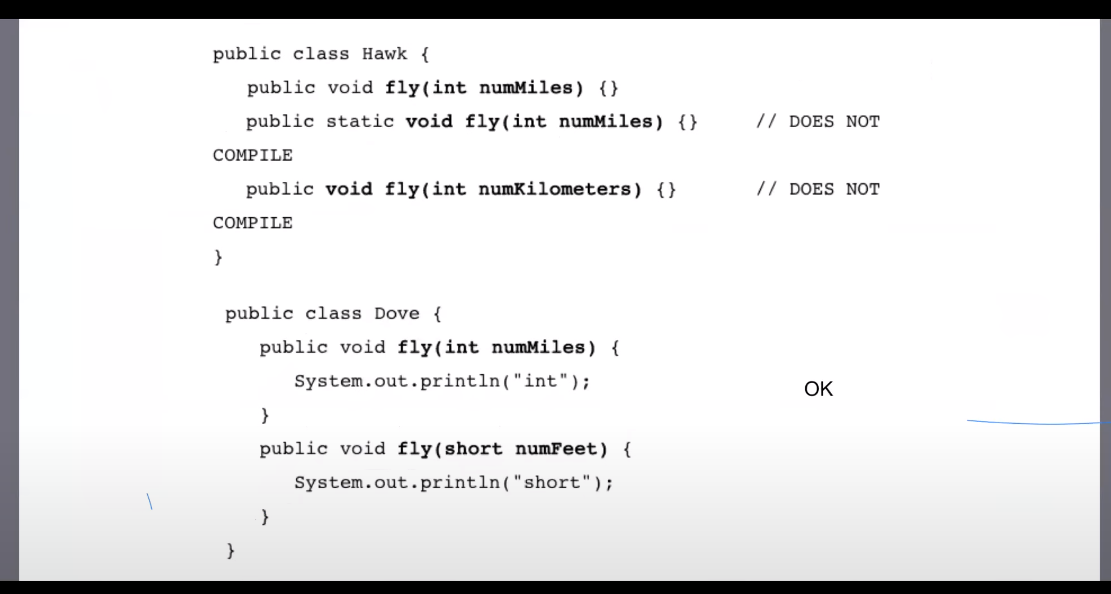 public class Hawk {
public void fly(int numMiles) {}
public static void fly(int numMiles) {} // DOES NOT
COMPILE
public void fly(int numKilometers) {} // DOES NOT
COMPILE
}
public class Dove {
public void fly(int numMiles) {
System.out.println("int");
OK
}
public void fly(short numFeet) {
System.out.println("short");
}
}